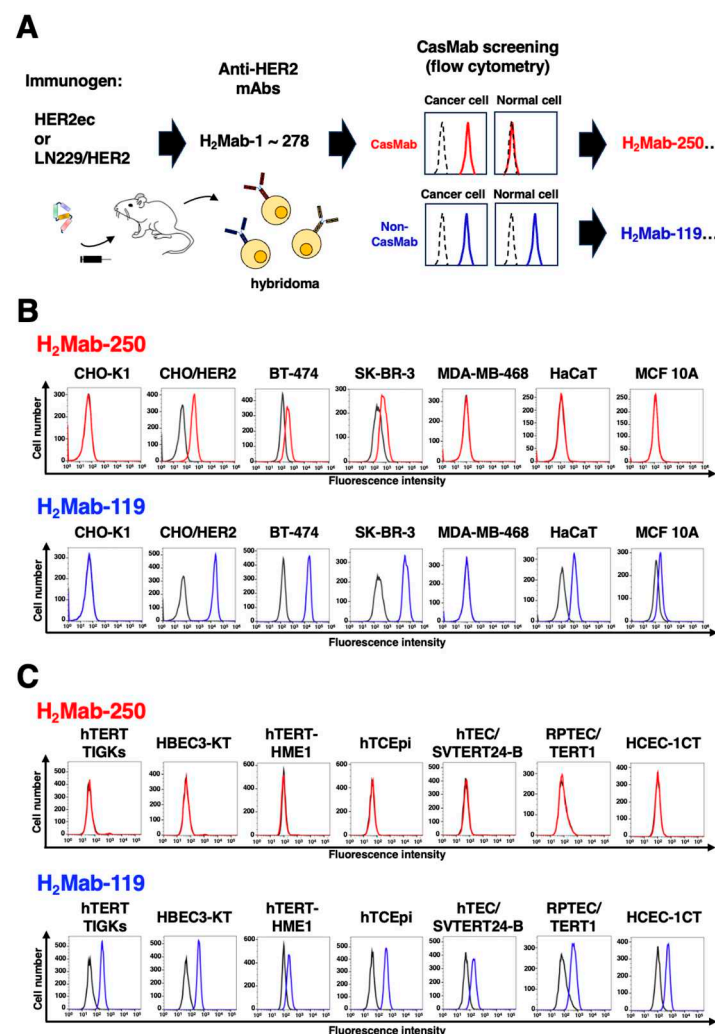 A
Immunogen:
HER2ec
or
LN229/HER2
Anti-HER2
mAbs
H₂Mab-1 ~ 278
hybridoma
CasMab screening
(flow cytometry)
Cancer cell Normal cell
CasMab
H₂Mab-250...
Cancer cell Normal cell
Non-
CasMab
H₂Mab-119...
B
H₂Mab-250
CHO-K1 CHO/HER2 BT-474 SK-BR-3 MDA-MB-468 HaCaT MCF 10A
Cell number
Fluorescence intensity
H₂Mab-119
CHO-K1 CHO/HER2 BT-474 SK-BR-3 MDA-MB-468 HaCaT MCF 10A
Cell number
Fluorescence intensity
C
H₂Mab-250
hTERT
TIGKs
HBEC3-KT
hTERT-
HME1
hTCEpi
hTEC/
SVTERT24-B
RPTEC/
TERT1
HCEC-1CT
Cell number
Fluorescence intensity
H₂Mab-119
hTERT
TIGKs
HBEC3-KT
hTERT-
HME1
hTCEpi
hTEC/
SVTERT24-B
RPTEC/
TERT1
HCEC-1CT
Cell number
Fluorescence intensity